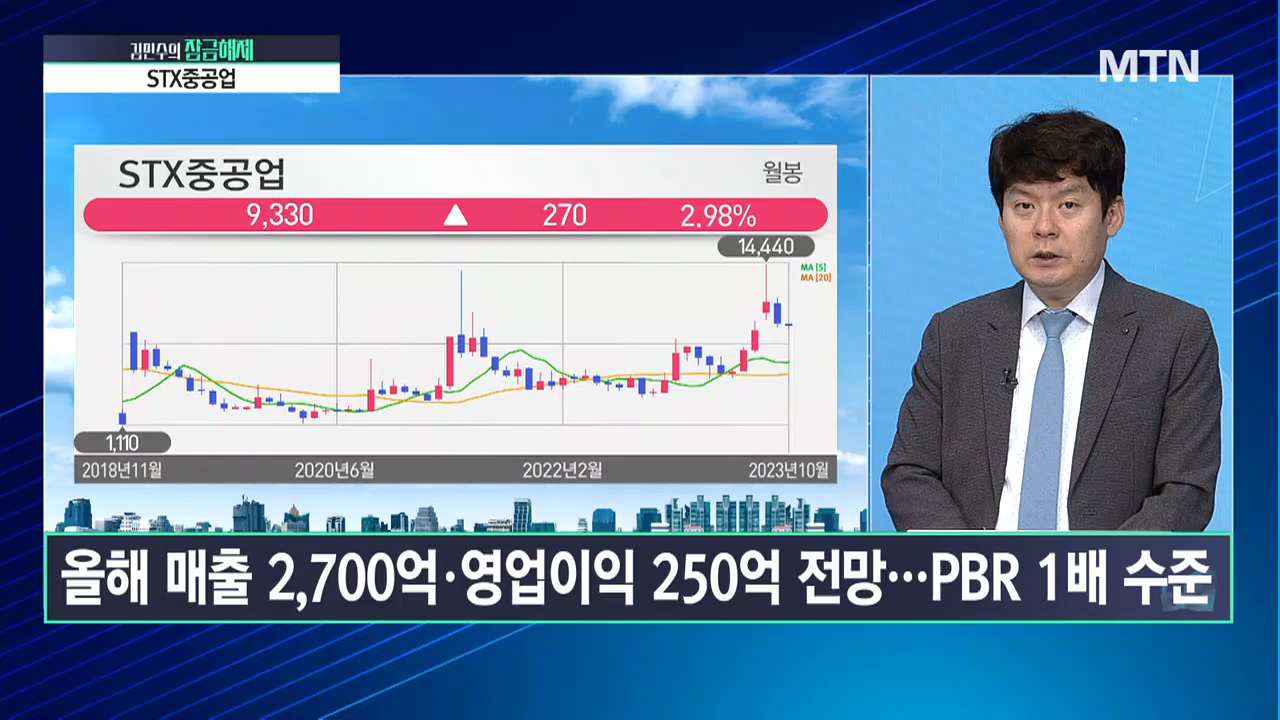 김민수의 잠금해제
STX중공업
MTN
STX중공업
월봉
9,330 ▲ 270 2.98%
14,440
MA [5]
MA [20]
1,110
2018년11월 2020년6월 2022년2월 2023년10월
올해 매출 2,700억·영업이익 250억 전망…PBR 1배 수준